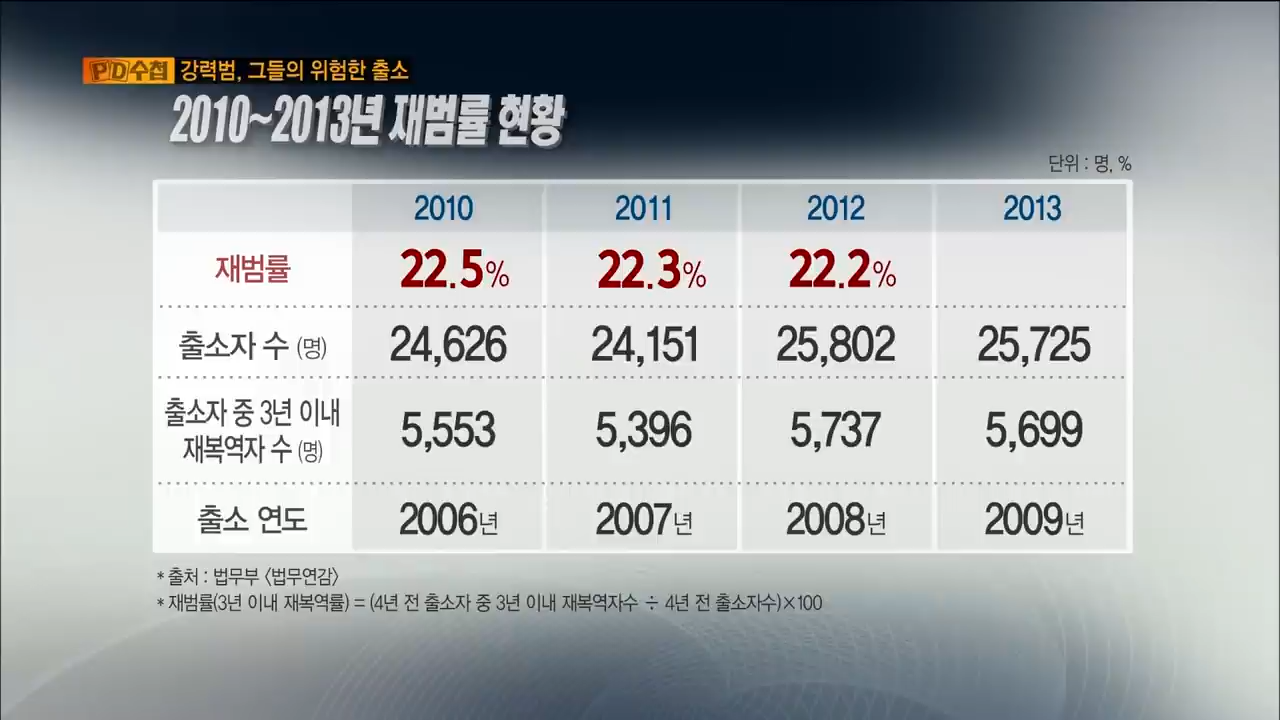 PD수첩 강력범, 그들의 위험한 출소
2010~2013년 재범률 현황
단위 : 명, %
2010 2011 2012 2013
재범률 22.5% 22.3% 22.2%
출소자 수 (명) 24,626 24,151 25,802 25,725
출소자 중 3년 이내
재복역자 수 (명) 5,553 5,396 5,737 5,699
출소 연도 2006년 2007년 2008년 2009년
* 출처 : 법무부 〈법무연감〉
* 재범률(3년 이내 재복역률) = (4년 전 출소자 중 3년 이내 재복역자수 ÷ 4년 전 출소자수)×100